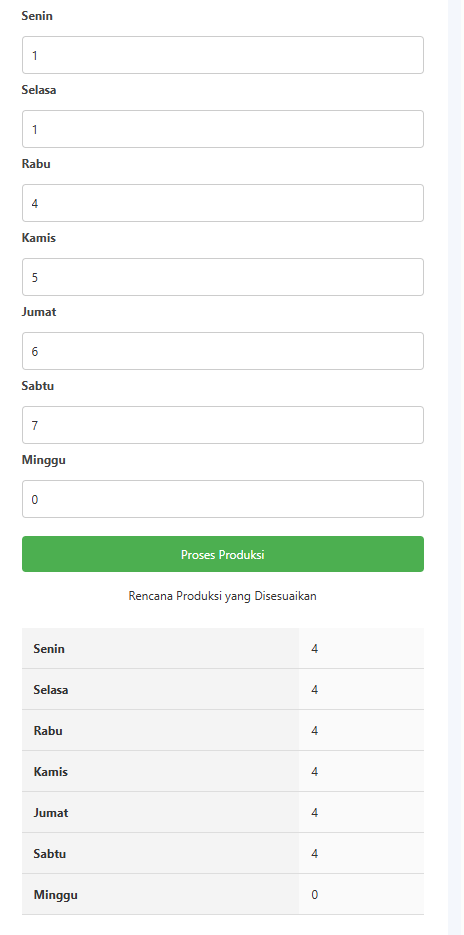 Senin
1
Selasa
1
Rabu
4
Kamis
5
Jumat
6
Sabtu
7
Minggu
0
Proses Produksi
Rencana Produksi yang Disesuaikan
Senin 4
Selasa 4
Rabu 4
Kamis 4
Jumat 4
Sabtu 4
Minggu 0